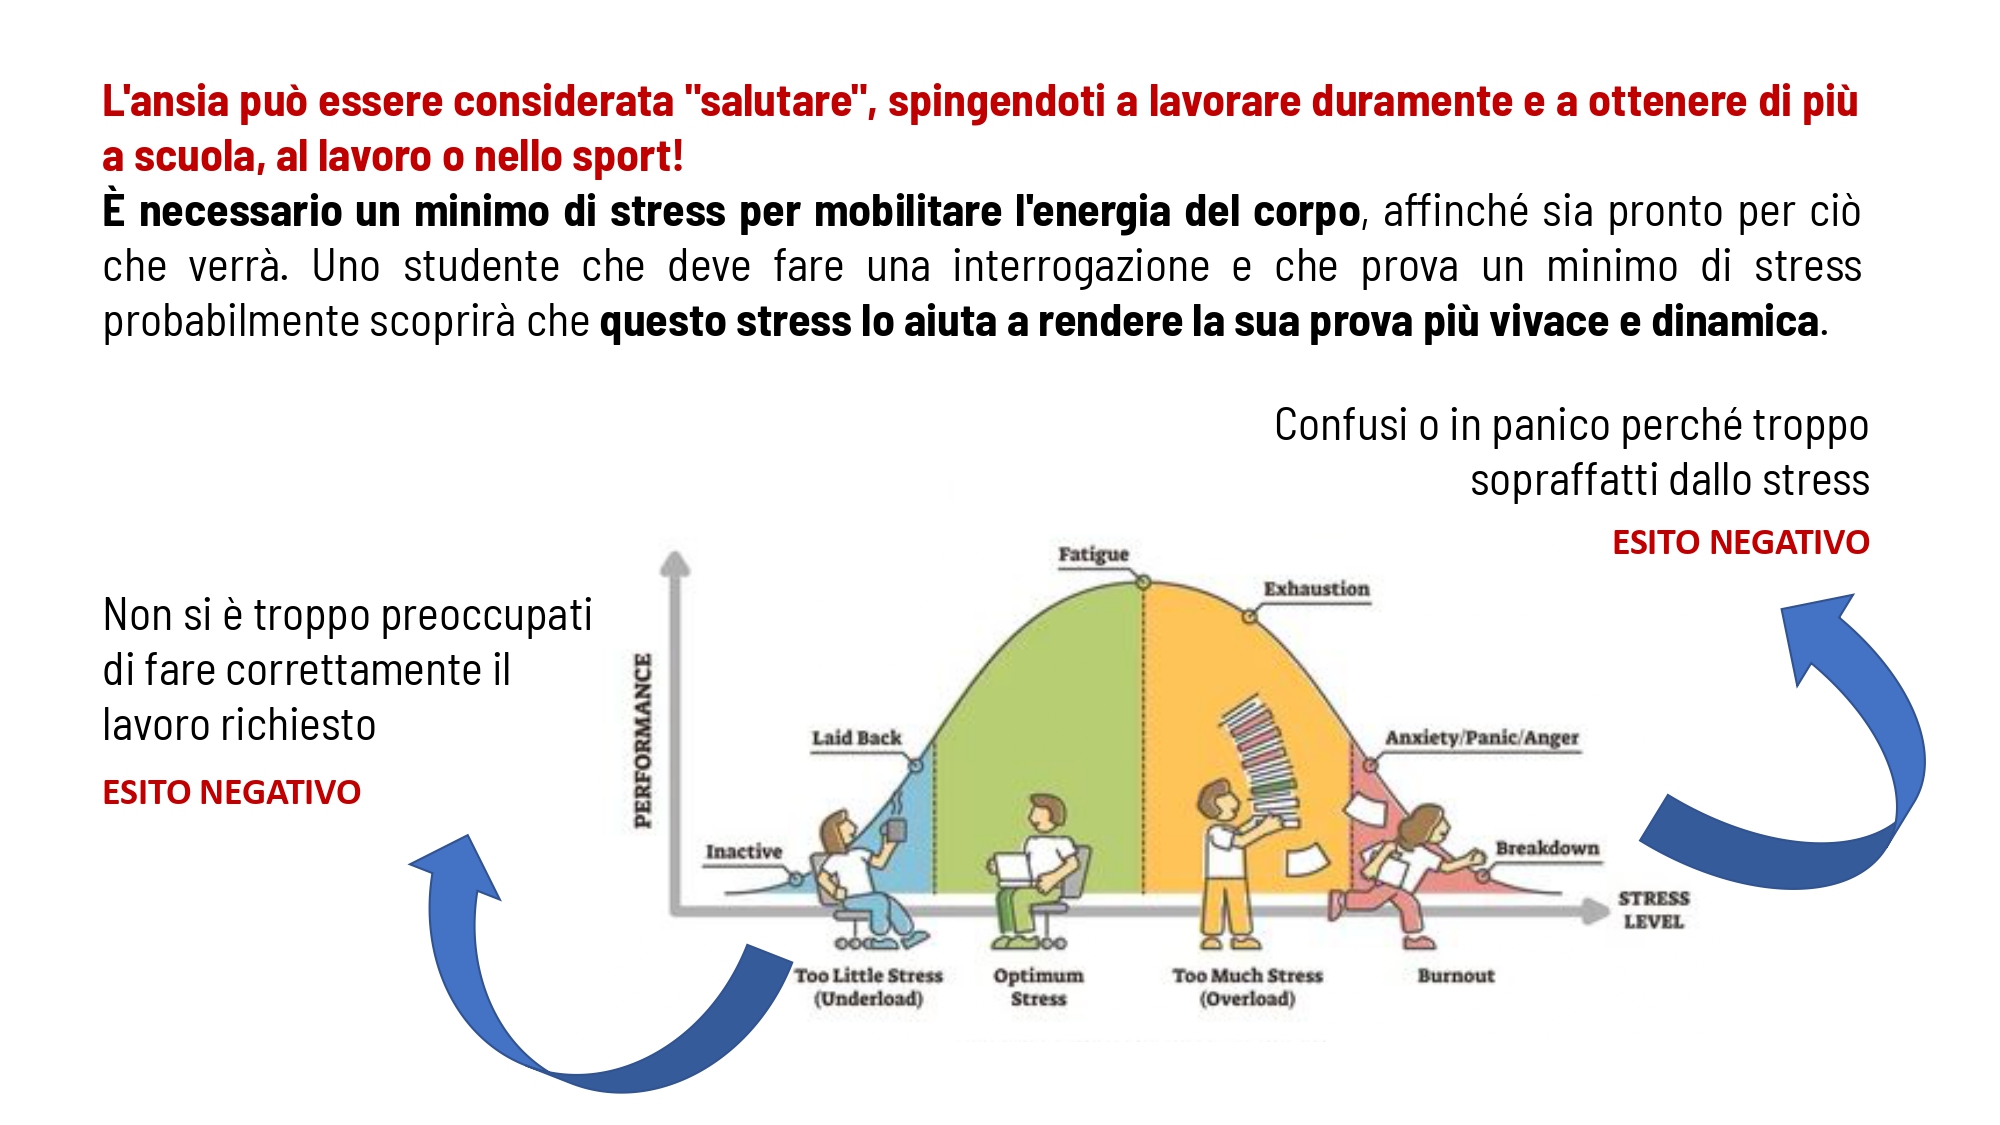 L'ansia può essere considerata "salutare", spingendoti a lavorare duramente e a ottenere di più
a scuola, al lavoro o nello sport!
È necessario un minimo di stress per mobilitare l'energia del corpo, affinché sia pronto per ciò
che verrà. Uno studente che deve fare una interrogazione e che prova un minimo di stress
probabilmente scoprirà che questo stress lo aiuta a rendere la sua prova più vivace e dinamica.
Confusi o in panico perché troppo
sopraffatti dallo stress
ESITO NEGATIVO
Non si è troppo preoccupati
di fare correttamente il
lavoro richiesto
ESITO NEGATIVO
PERFORMANCE
Inactive
Laid Back
Fatigue
Exhaustion
Anxiety/Panic/Anger
Breakdown
STRESS
LEVEL
Too Little Stress
(Underload)
Optimum
Stress
Too Much Stress
(Overload)
Burnout